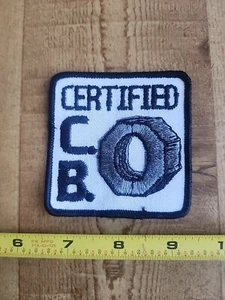 CERTIFIED
C.
B.
6 7 8 9 1